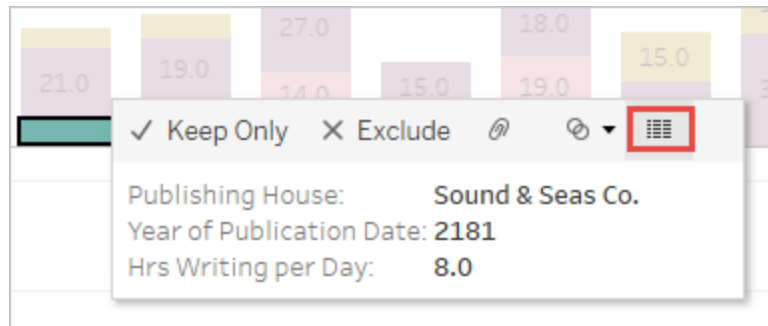 27.0 18.0
21.0 19.0 15.0
14.0 15.0 19.0
Keep Only Exclude
Publishing House: Sound & Seas Co.
Year of Publication Date: 2181
Hrs Writing per Day: 8.0